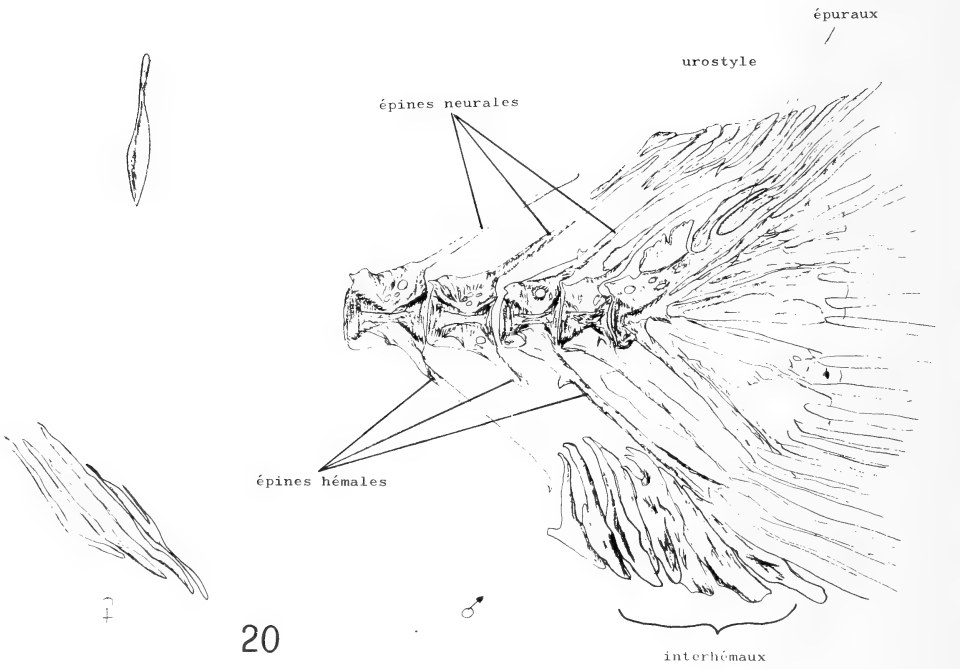 épuraux
urostyle
épines neurales
épines hémales
♀ ♂
20
interhémaux